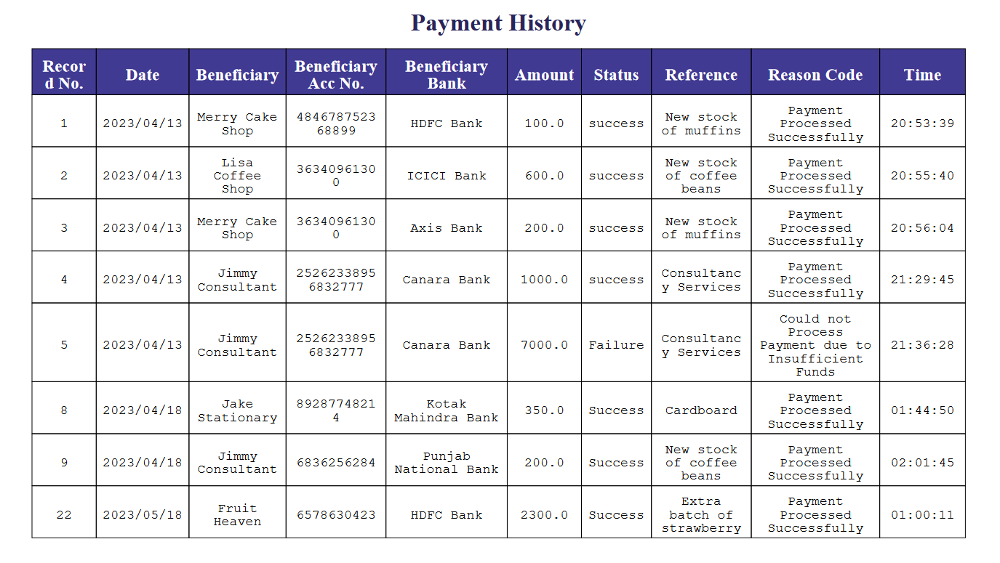 Payment History
Record No. Date Beneficiary Beneficiary Acc No. Beneficiary Bank Amount Status Reference Reason Code Time
1 2023/04/13 Merry Cake Shop 484678752368899 HDFC Bank 100.0 success New stock of muffins Payment Processed Successfully 20:53:39
2 2023/04/13 Lisa Coffee Shop 36340961300 ICICI Bank 600.0 success New stock of coffee beans Payment Processed Successfully 20:55:40
3 2023/04/13 Merry Cake Shop 36340961300 Axis Bank 200.0 success New stock of muffins Payment Processed Successfully 20:56:04
4 2023/04/13 Jimmy Consultant 25262338956832777 Canara Bank 1000.0 success Consultancy Services Payment Processed Successfully 21:29:45
5 2023/04/13 Jimmy Consultant 25262338956832777 Canara Bank 7000.0 Failure Consultancy Services Could not Process Payment due to Insufficient Funds 21:36:28
8 2023/04/18 Jake Stationary 89287748214 Kotak Mahindra Bank 350.0 Success Cardboard Payment Processed Successfully 01:44:50
9 2023/04/18 Jimmy Consultant 6836256284 Punjab National Bank 200.0 Success New stock of coffee beans Payment Processed Successfully 02:01:45
22 2023/05/18 Fruit Heaven 6578630423 HDFC Bank 2300.0 Success Extra batch of strawberry Payment Processed Successfully 01:00:11